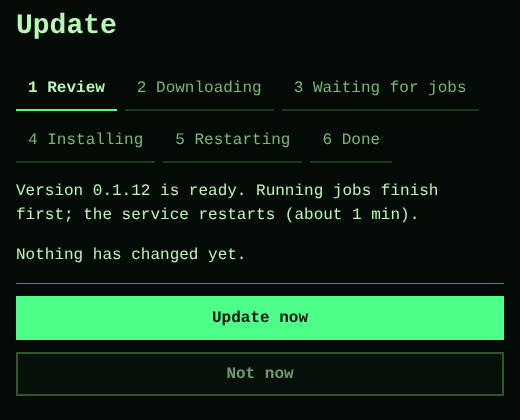 Update
1 Review 2 Downloading 3 Waiting for jobs
4 Installing 5 Restarting 6 Done
Version 0.1.12 is ready. Running jobs finish
first; the service restarts (about 1 min).
Nothing has changed yet.
Update now
Not now